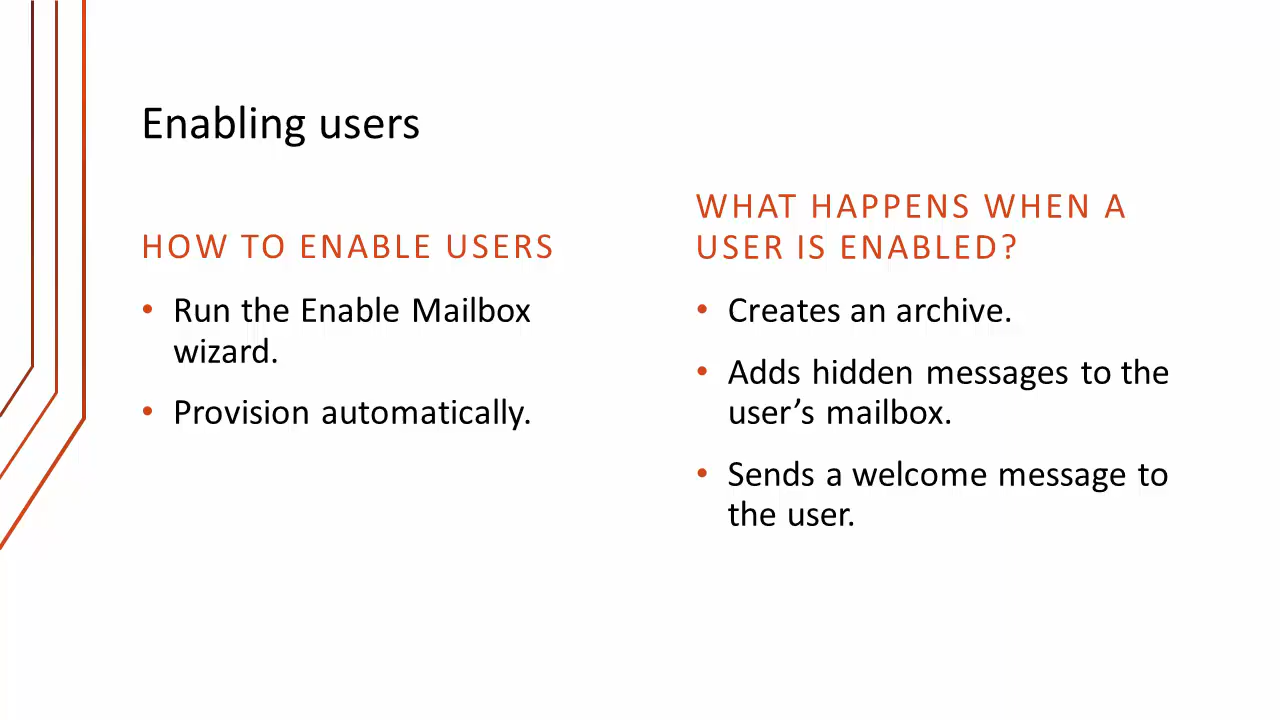 Enabling users
HOW TO ENABLE USERS
• Run the Enable Mailbox
wizard.
• Provision automatically.
WHAT HAPPENS WHEN A
USER IS ENABLED?
• Creates an archive.
• Adds hidden messages to the
user’s mailbox.
• Sends a welcome message to
the user.